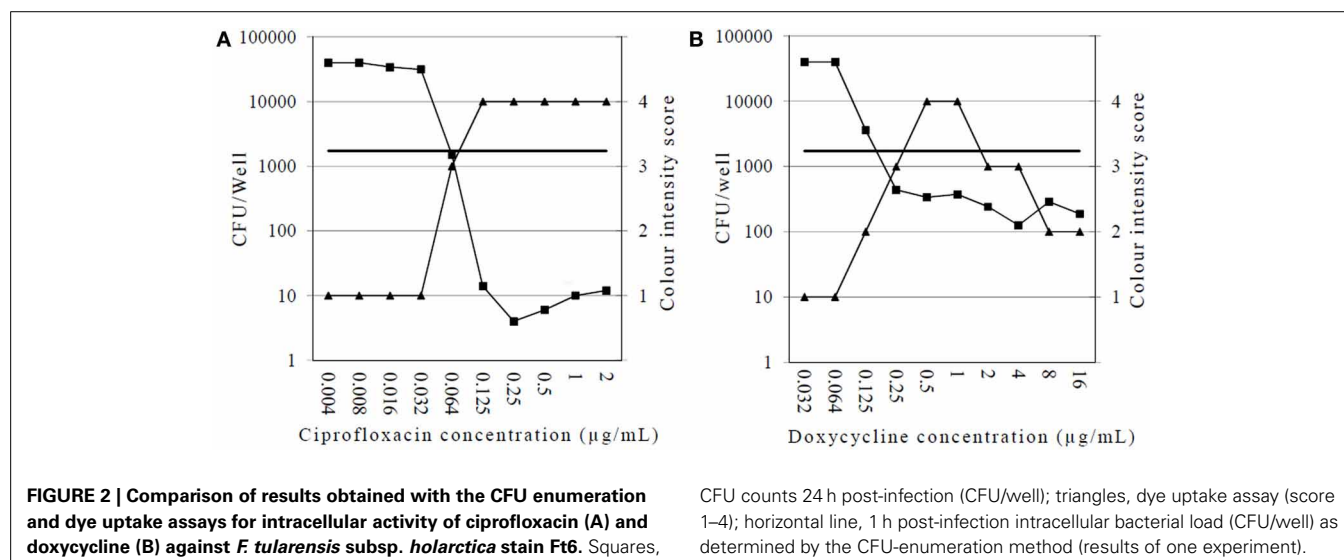 A
100000
10000
1000
100
10
1
CFU/Well
4
3
2
1
Colour intensity score
0.004
0.008
0.016
0.032
0.064
0.125
0.25
0.5
1
2
Ciprofloxacin concentration (µg/mL)
B
100000
10000
1000
100
10
1
CFU/well
4
3
2
1
Colour intensity score
0.032
0.064
0.125
0.25
0.5
1
2
4
8
16
Doxycycline concentration (µg/mL)
FIGURE 2 | Comparison of results obtained with the CFU enumeration
and dye uptake assays for intracellular activity of ciprofloxacin (A) and
doxycycline (B) against F. tularensis subsp. holarctica stain Ft6. Squares,
CFU counts 24 h post-infection (CFU/well); triangles, dye uptake assay (score
1–4); horizontal line, 1 h post-infection intracellular bacterial load (CFU/well) as
determined by the CFU-enumeration method (results of one experiment).